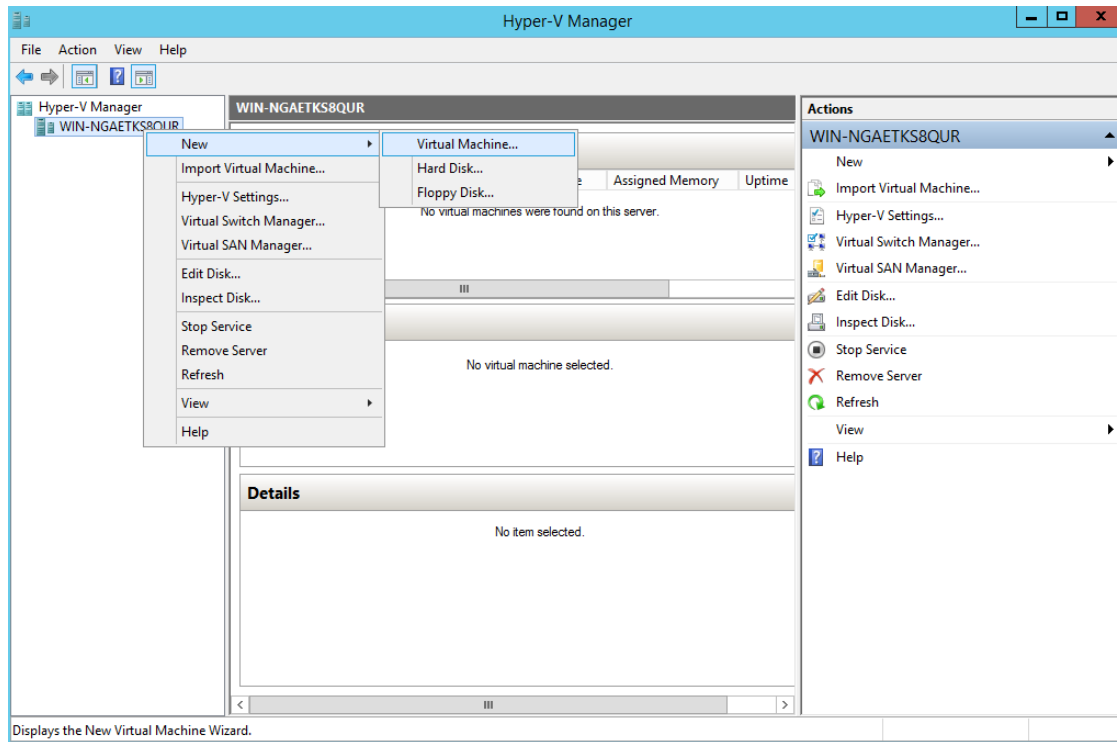 Hyper-V Manager
File Action View Help
Hyper-V Manager
WIN-NGAETKS8QUR
New
Import Virtual Machine...
Hyper-V Settings...
Virtual Switch Manager...
Virtual SAN Manager...
Edit Disk...
Inspect Disk...
Stop Service
Remove Server
Refresh
View
Help
Virtual Machine...
Hard Disk...
Floppy Disk...
WIN-NGAETKS8QUR
Assigned Memory Uptime
No virtual machines were found on this server.
No virtual machine selected.
Details
No item selected.
Actions
WIN-NGAETKS8QUR
New
Import Virtual Machine...
Hyper-V Settings...
Virtual Switch Manager...
Virtual SAN Manager...
Edit Disk...
Inspect Disk...
Stop Service
Remove Server
Refresh
View
Help
Displays the New Virtual Machine Wizard.